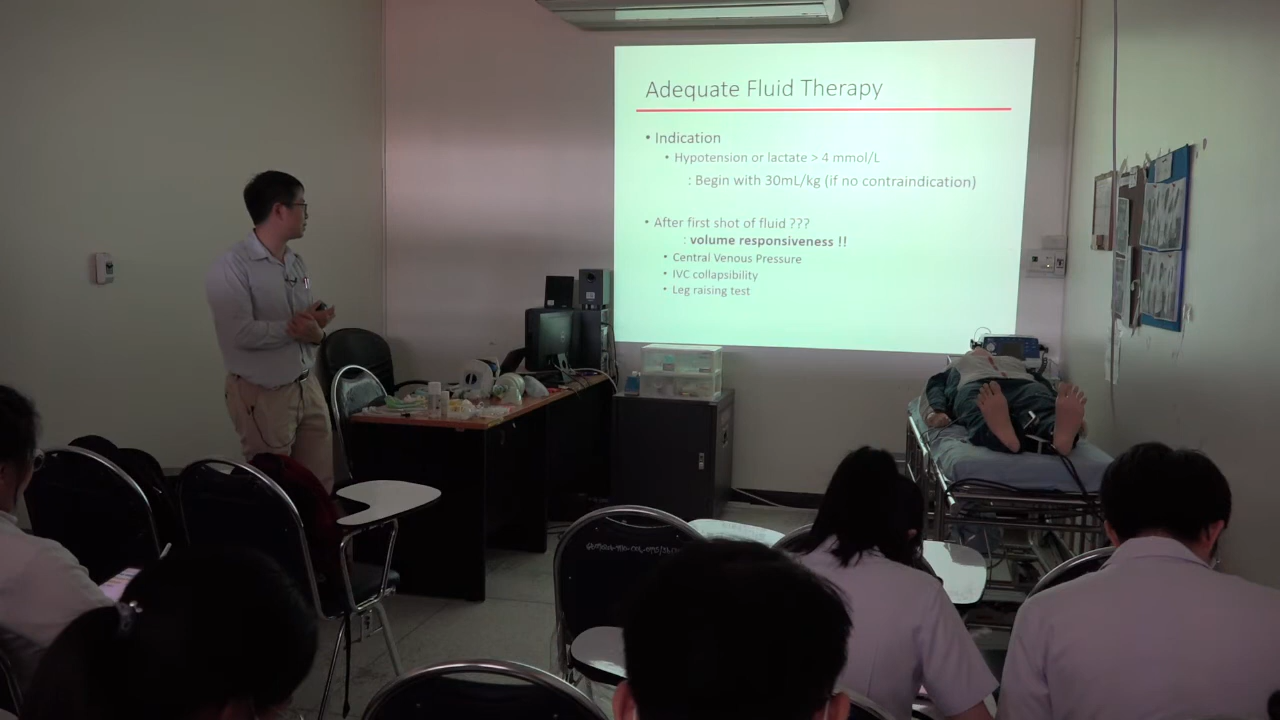 Adequate Fluid Therapy
• Indication
• Hypotension or lactate > 4 mmol/L
: Begin with 30mL/kg (if no contraindication)
• After first shot of fluid ???
: volume responsiveness !!
• Central Venous Pressure
• IVC collapsibility
• Leg raising test